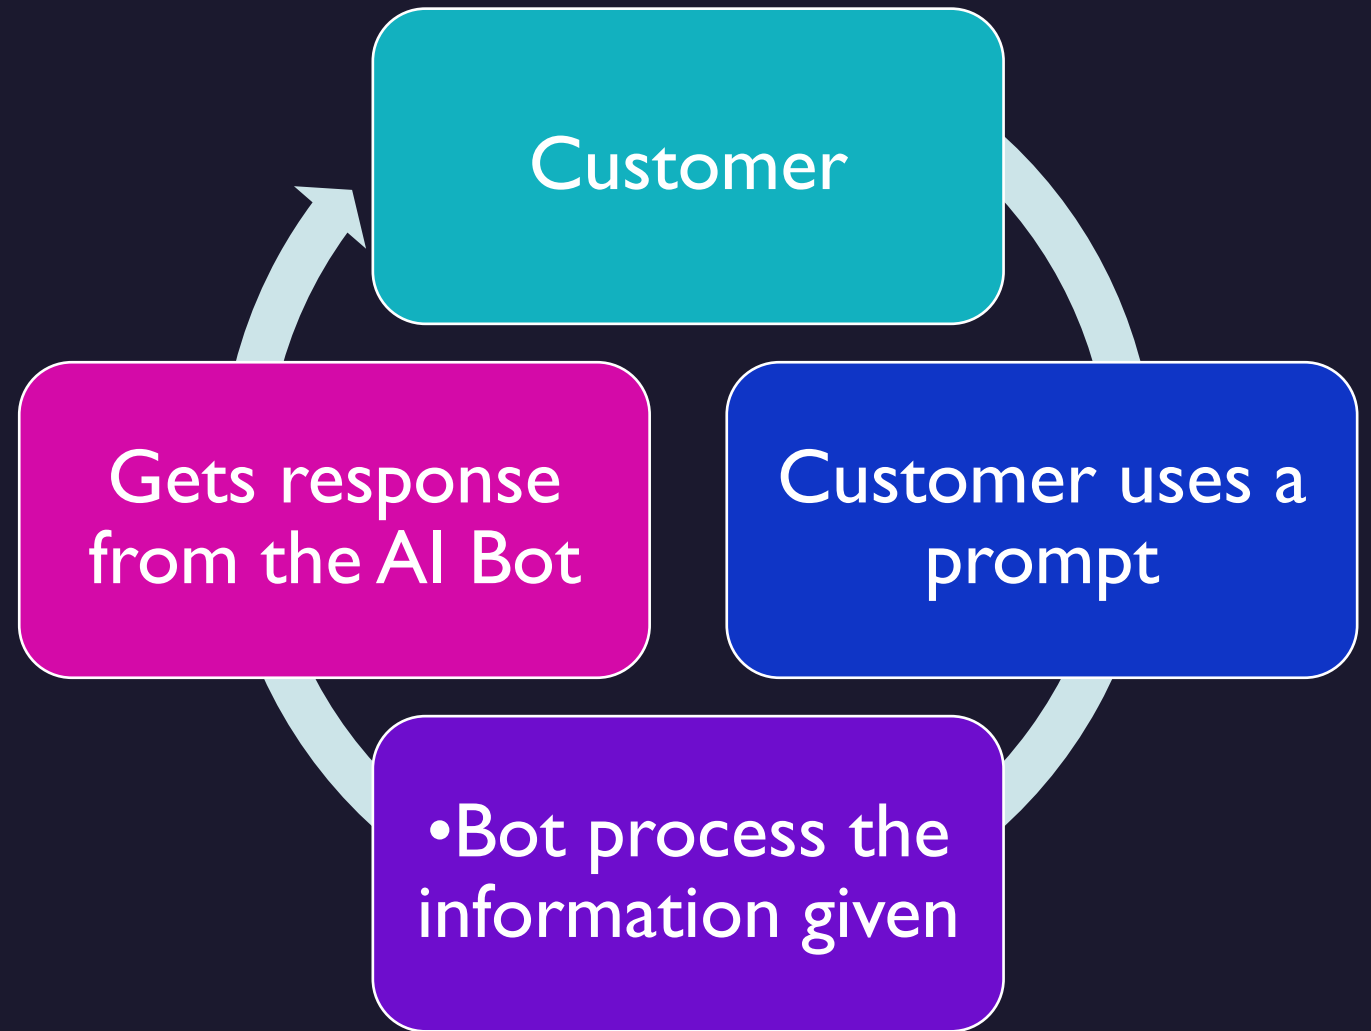 Customer
Customer uses a
prompt
•Bot process the
information given
Gets response
from the AI Bot